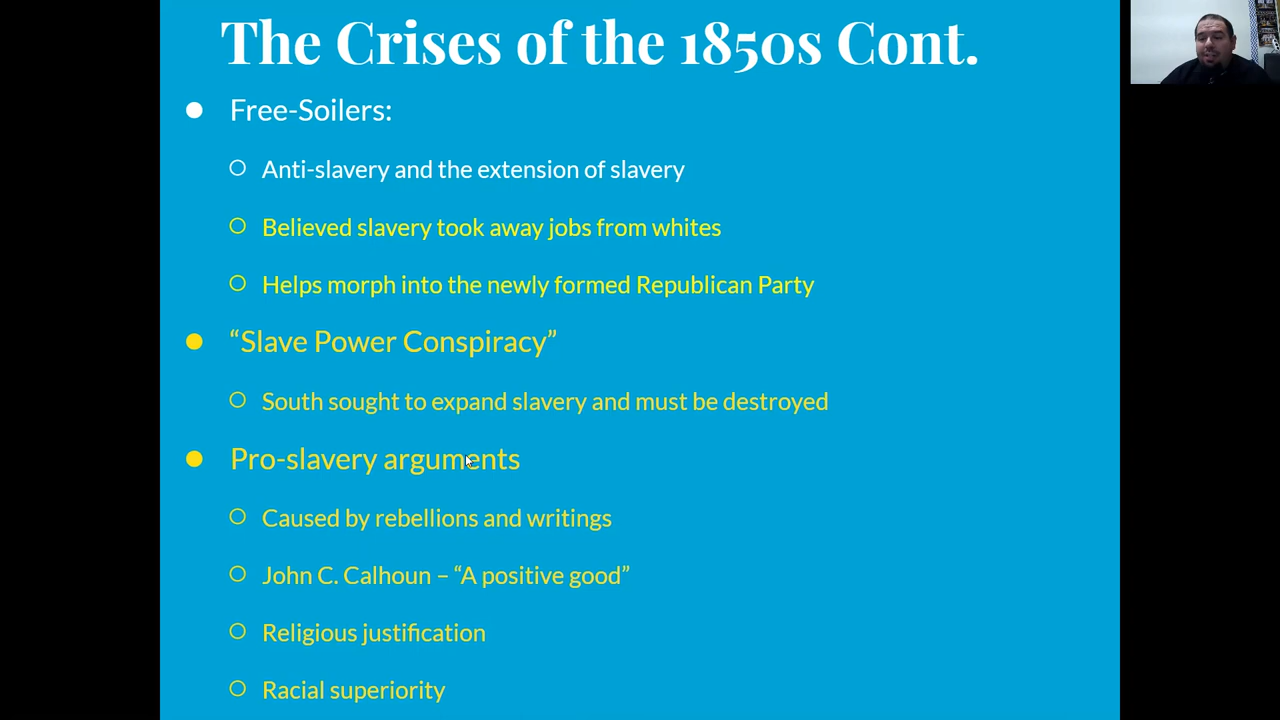 The Crises of the 1850s Cont.
● Free-Soilers:
○ Anti-slavery and the extension of slavery
○ Believed slavery took away jobs from whites
○ Helps morph into the newly formed Republican Party
● “Slave Power Conspiracy”
○ South sought to expand slavery and must be destroyed
● Pro-slavery arguments
○ Caused by rebellions and writings
○ John C. Calhoun – “A positive good”
○ Religious justification
○ Racial superiority